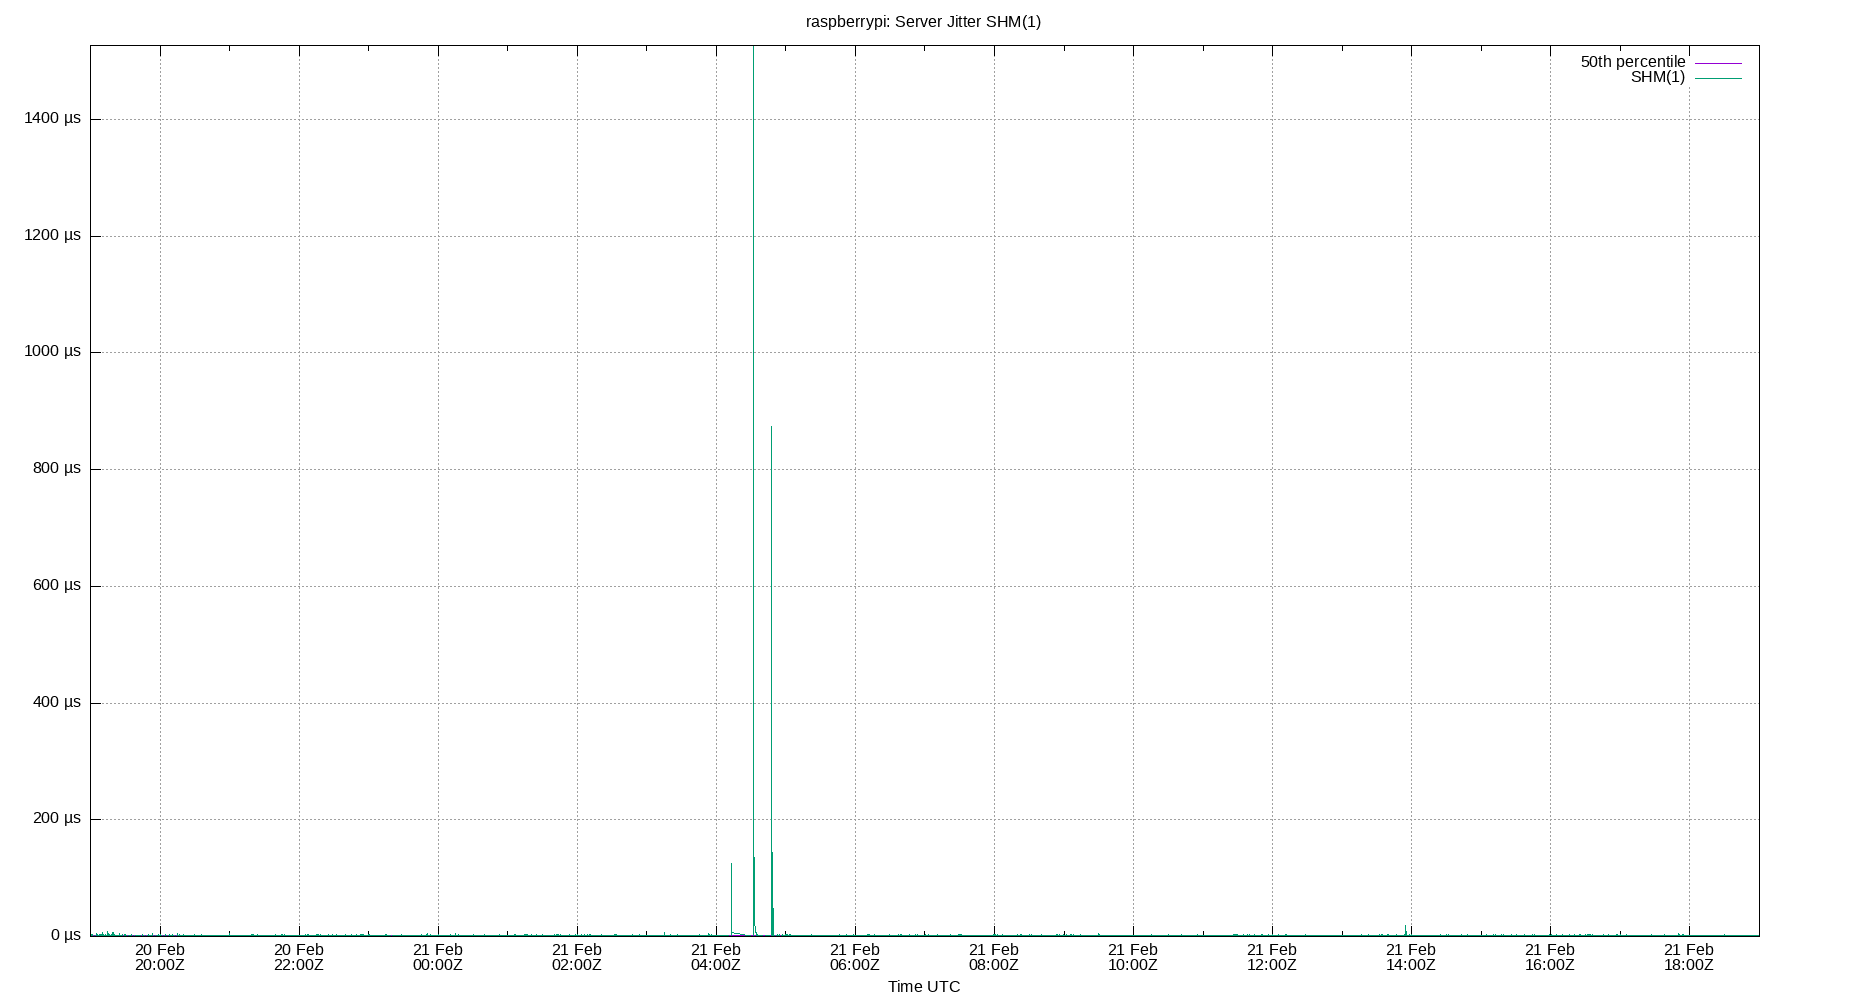 raspberrypi: Server Jitter SHM(1)
50th percentile
SHM(1)
1400 µs
1200 µs
1000 µs
800 µs
600 µs
400 µs
200 µs
0 µs
20 Feb 20 Feb 21 Feb 21 Feb 21 Feb 21 Feb 21 Feb 21 Feb 21 Feb 21 Feb 21 Feb 21 Feb
20:00Z 22:00Z 00:00Z 02:00Z 04:00Z 06:00Z 08:00Z 10:00Z 12:00Z 14:00Z 16:00Z 18:00Z
Time UTC